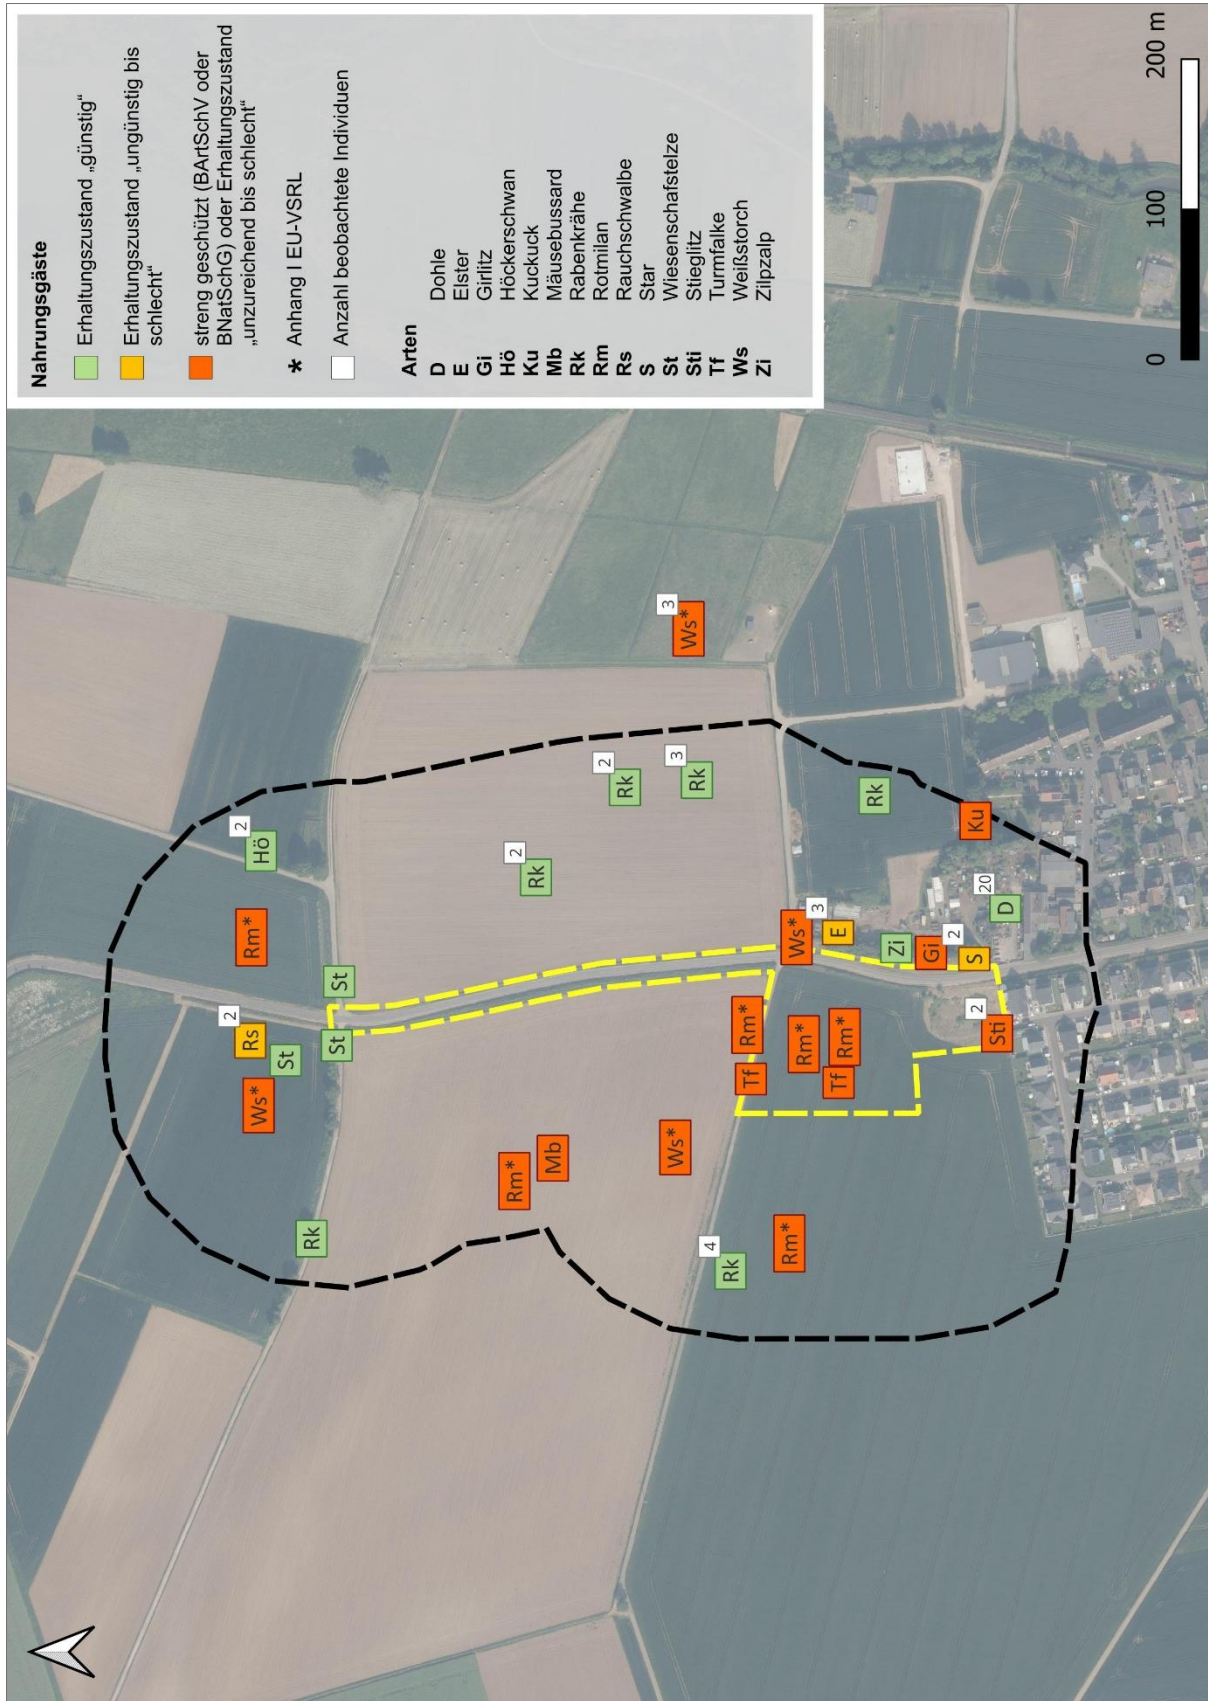 Nahrungsgäste
Erhaltungszustand „günstig“
Erhaltungszustand „ungünstig bis
schlecht“
streng geschützt (BArtSchV oder
BNatSchG) oder Erhaltungszustand
„unzureichend bis schlecht“
* Anhang I EU-VSRL
Anzahl beobachtete Individuen
Arten
D Dohle
E Elster
Gi Girlitz
Hö Höckerschwan
Ku Kuckuck
Mb Mäusebussard
Rk Rabenkrähe
Rm Rotmilan
Rs Rauchschwalbe
S Star
St Wiesenschafstelze
Sti Stieglitz
Tf Turmfalke
Ws Weißstorch
Zi Zilpzalp
0 100 200 m
Rk
Ws*
St
Rs
2
St
St
Rm*
Hö
2
Rm*
Mb
Rk
2
Rk
2
Rk
3
Ws*
3
Ws*
Rk
4
Rm*
Tf
Rm*
Rm*
Tf
Rm*
Ws*
3
E
Zi
Gi
S
2
Sti
2
D
20
Rk
Ku